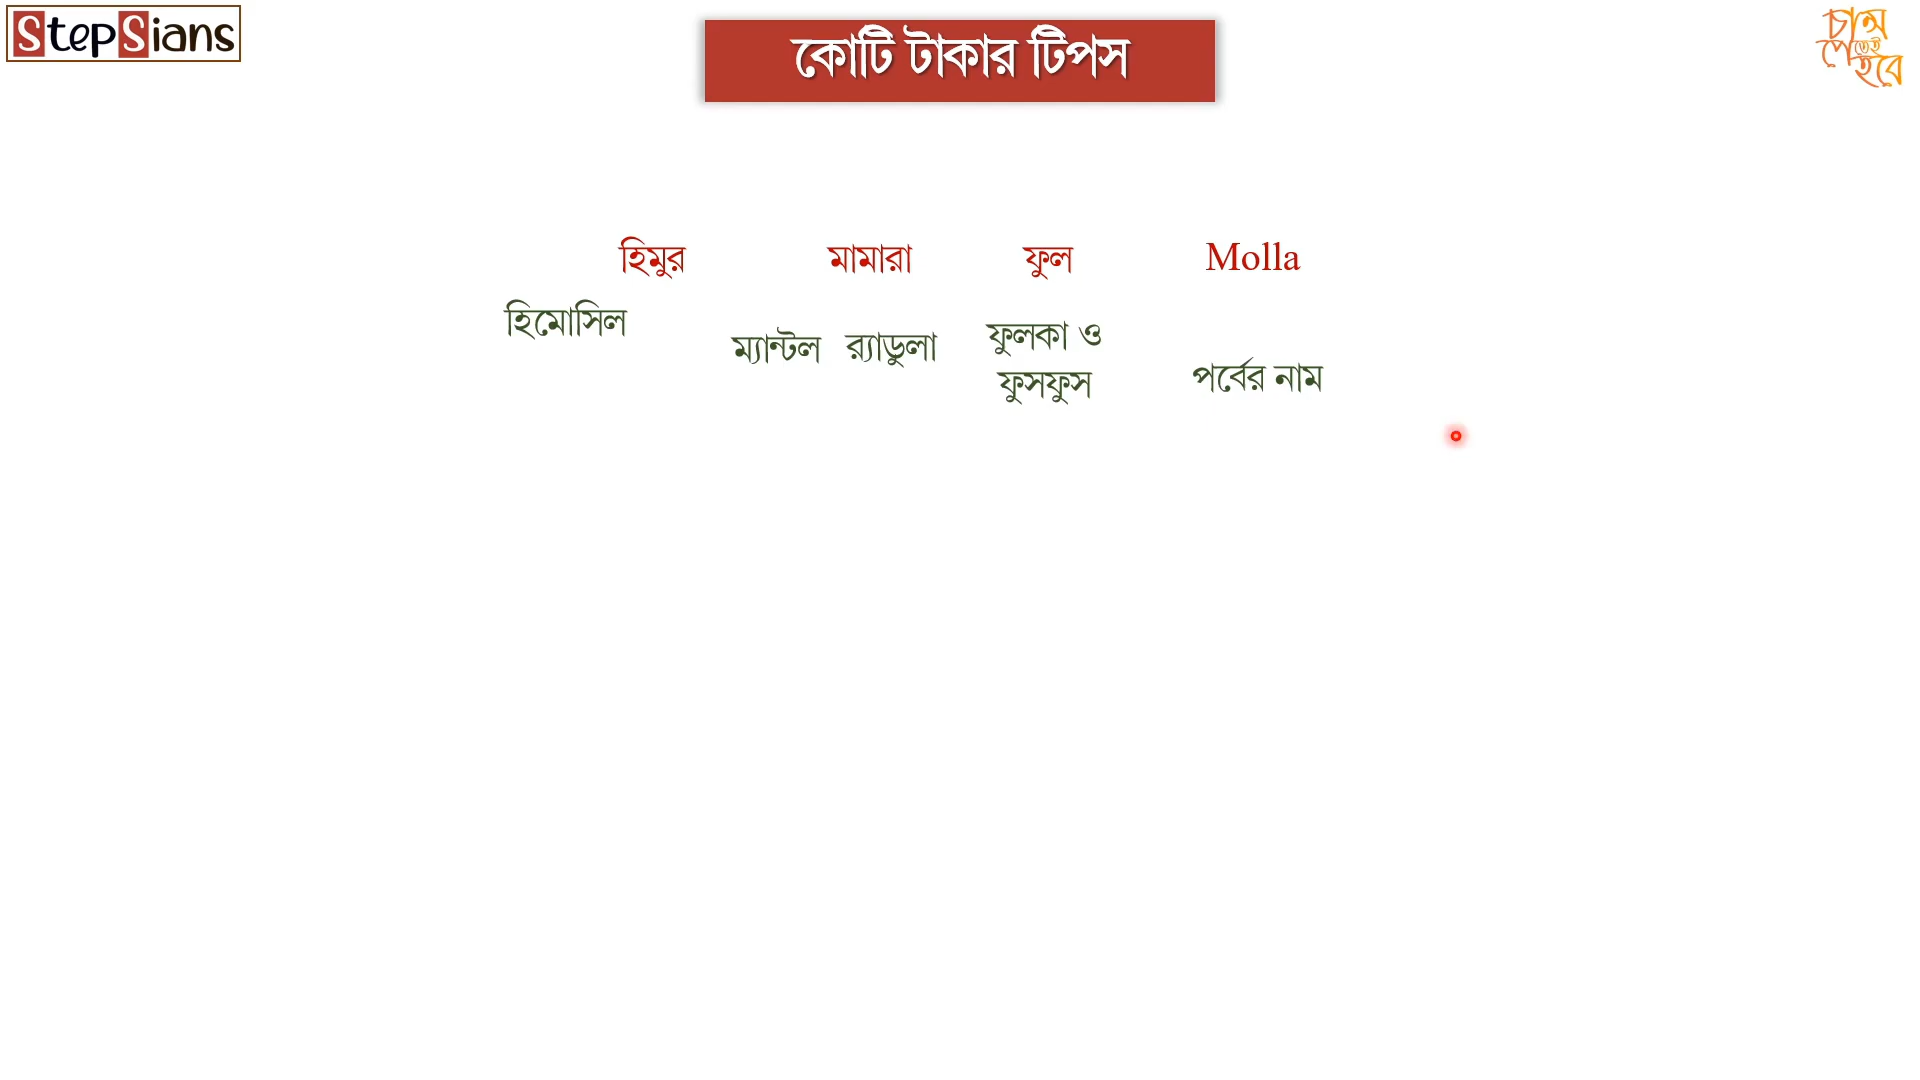 StepSians
কোটি টাকার টিপস
চান্স
পেতেই
হবে
হিমুর মামারা ফুল Molla
হিমোসিল
ম্যান্টল র‍্যাডুলা
ফুলকা ও
ফুসফুস
পর্বের নাম